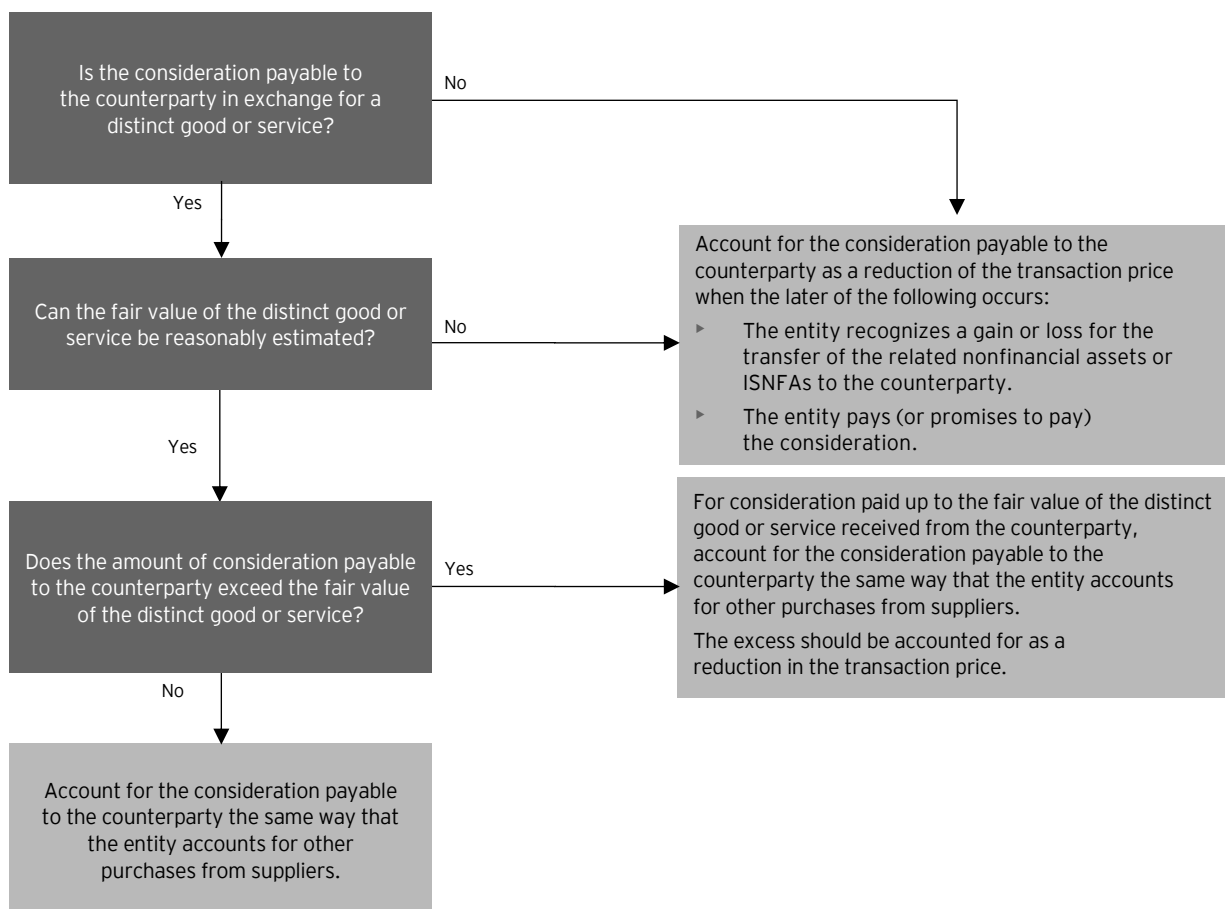 Is the consideration payable to
the counterparty in exchange for a
distinct good or service?
No
Yes
Can the fair value of the distinct good or
service be reasonably estimated?
No
Account for the consideration payable to the
counterparty as a reduction of the transaction price
when the later of the following occurs:
▸ The entity recognizes a gain or loss for the
transfer of the related nonfinancial assets or
ISNFAs to the counterparty.
▸ The entity pays (or promises to pay)
the consideration.
Yes
Does the amount of consideration payable
to the counterparty exceed the fair value
of the distinct good or service?
Yes
For consideration paid up to the fair value of the distinct
good or service received from the counterparty,
account for the consideration payable to the
counterparty the same way that the entity accounts
for other purchases from suppliers.
The excess should be accounted for as a
reduction in the transaction price.
No
Account for the consideration payable
to the counterparty the same way that
the entity accounts for other
purchases from suppliers.